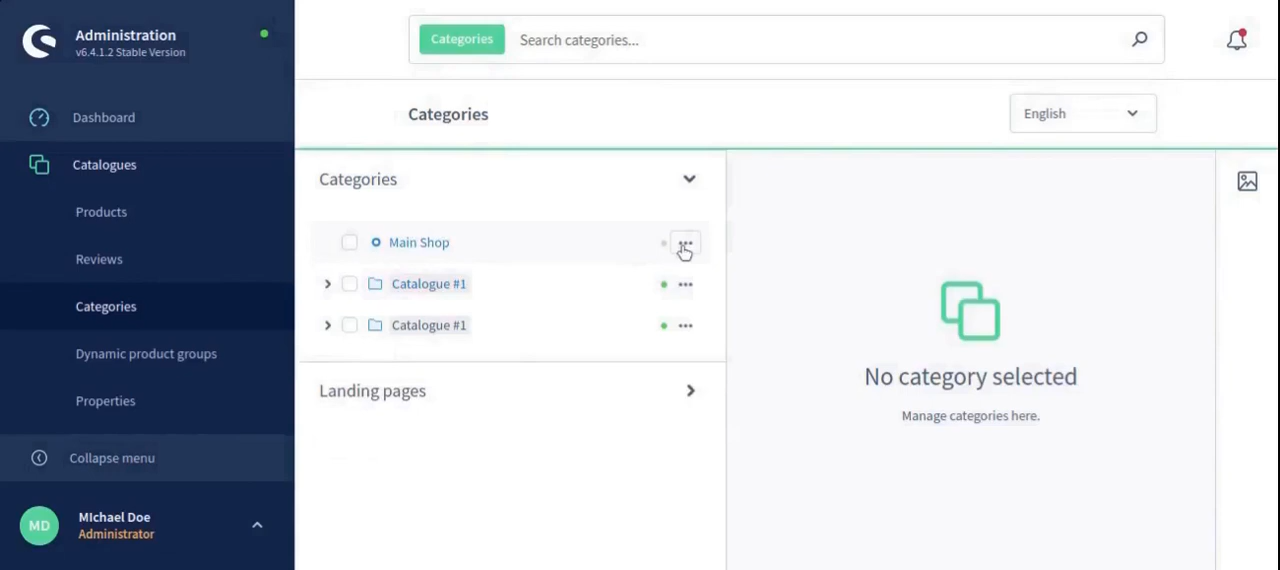 Administration
v6.4.1.2 Stable Version
Dashboard
Catalogues
Products
Reviews
Categories
Dynamic product groups
Properties
Collapse menu
MD
MIchael Doe
Administrator
Categories
Search categories...
Categories
English
Categories
Main Shop
Catalogue #1
Catalogue #1
Landing pages
No category selected
Manage categories here.